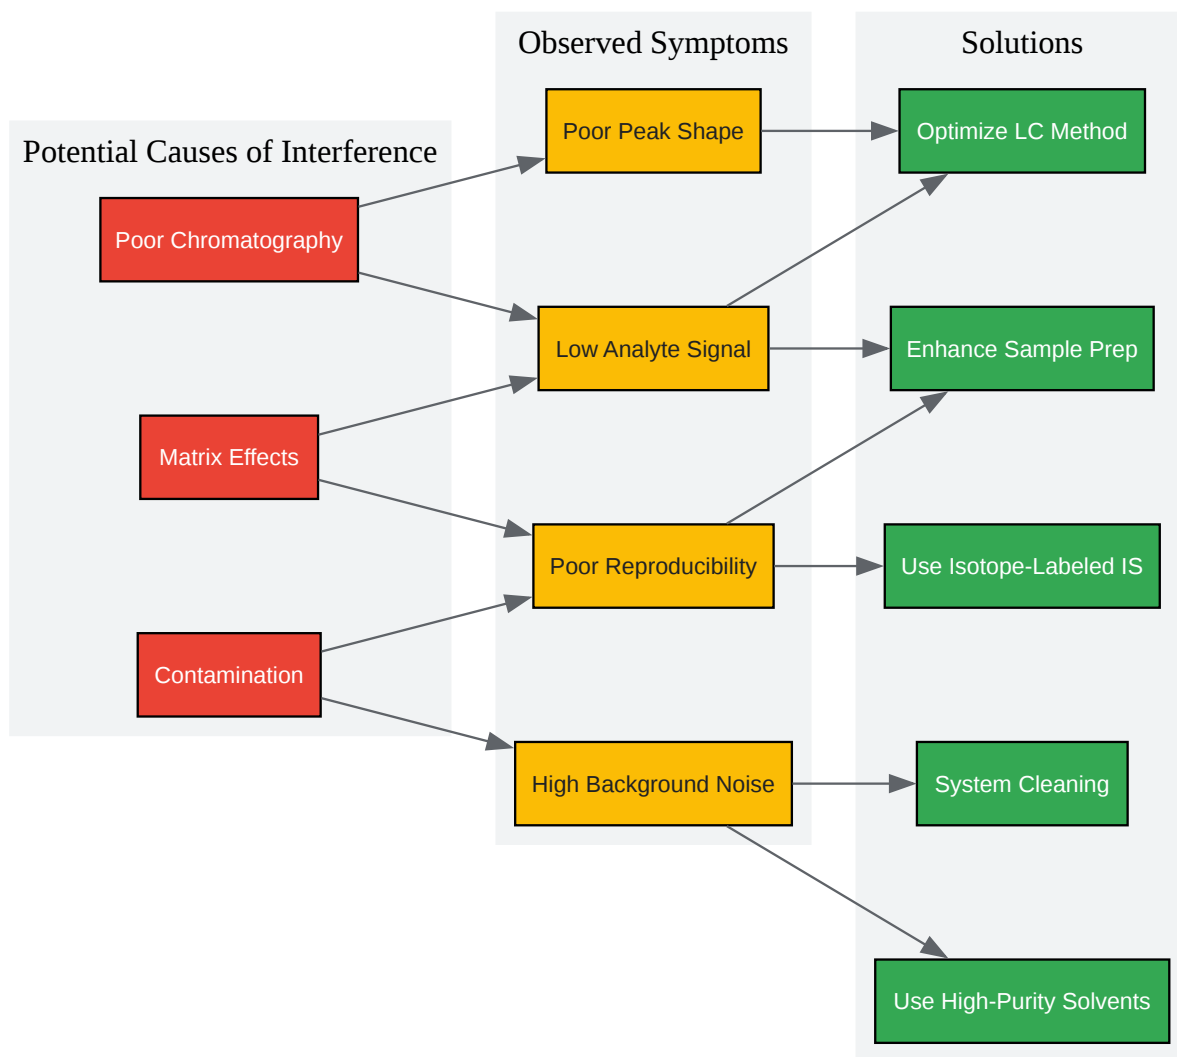 Potential Causes of Interference
Poor Chromatography
Matrix Effects
Contamination
Observed Symptoms
Poor Peak Shape
Low Analyte Signal
Poor Reproducibility
High Background Noise
Solutions
Optimize LC Method
Enhance Sample Prep
Use Isotope-Labeled IS
System Cleaning
Use High-Purity Solvents